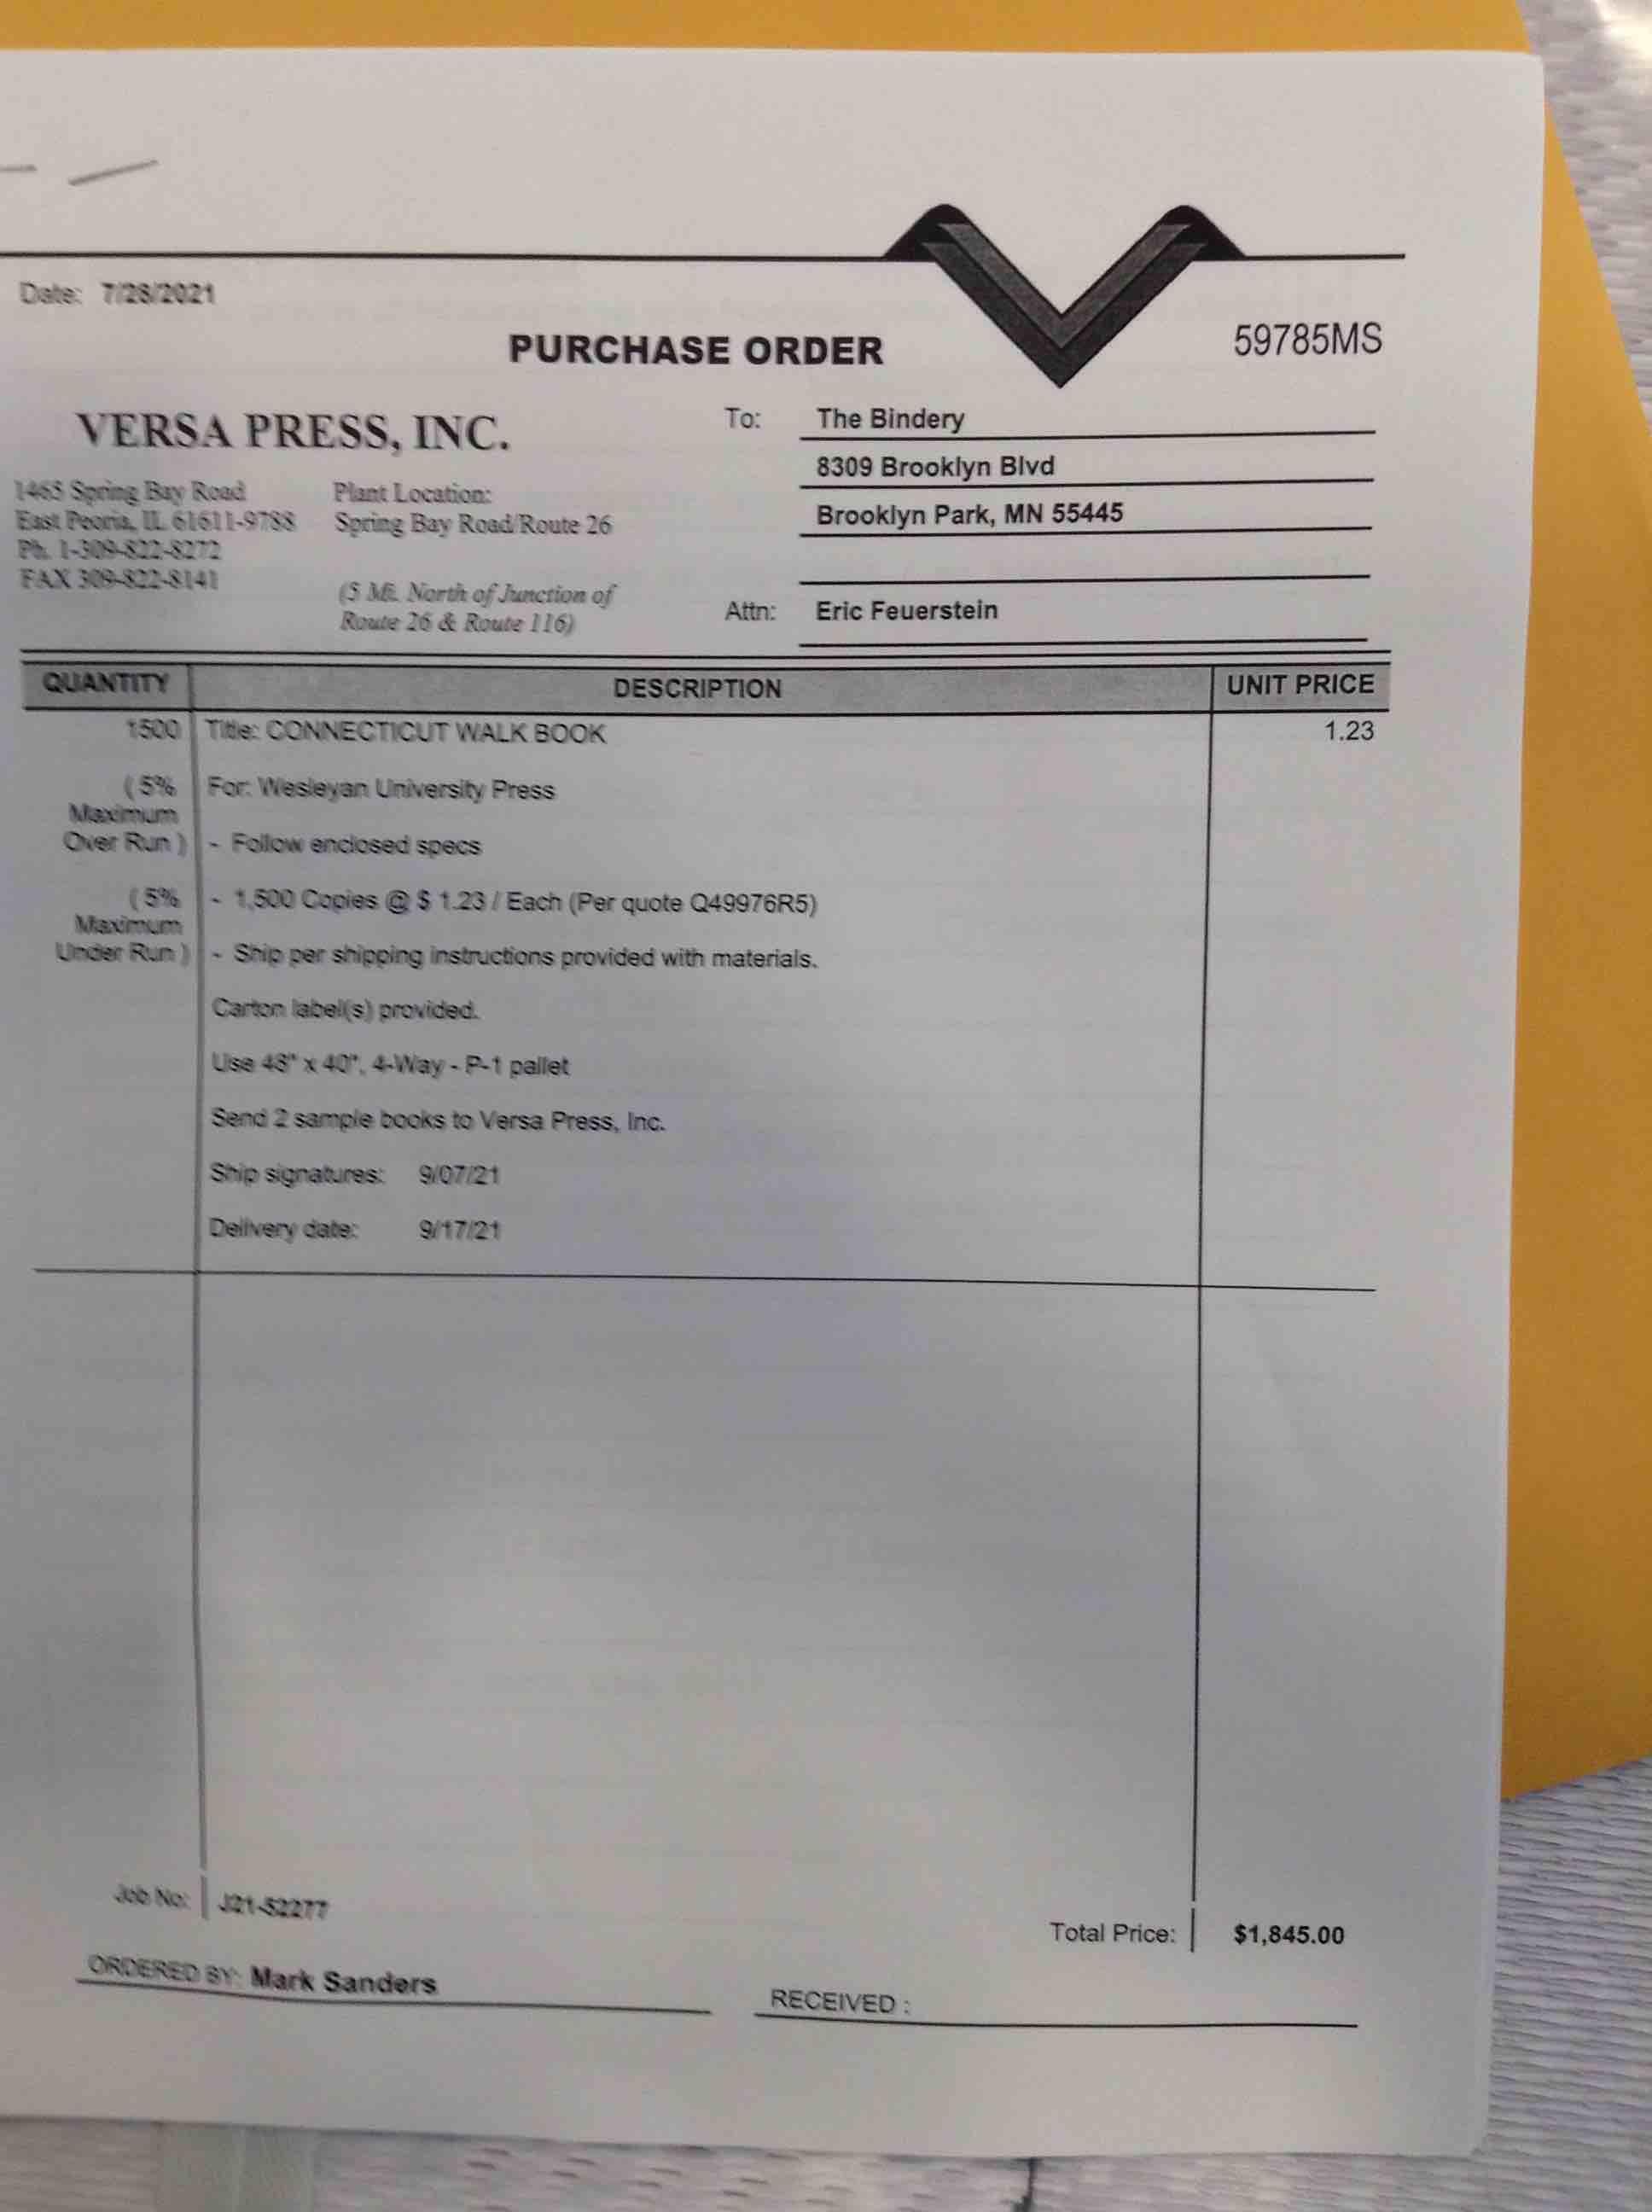 Date: 7/28/2021
PURCHASE ORDER
59785MS
VERSA PRESS, INC.
1465 Spring Bay Road
East Peoria, IL 61611-9788
Ph. 1-309-822-8272
FAX 309-822-8141
Plant Location:
Spring Bay Road/Route 26
(5 Mi. North of Junction of
Route 26 & Route 116)
To: The Bindery
8309 Brooklyn Blvd
Brooklyn Park, MN 55445
Attn: Eric Feuerstein
QUANTITY DESCRIPTION UNIT PRICE
1500 Title: CONNECTICUT WALK BOOK 1.23
( 5%
Maximum
Over Run )
For: Wesleyan University Press
- Follow enclosed specs
( 5%
Maximum
Under Run )
- 1,500 Copies @ $ 1.23 / Each (Per quote Q49976R5)
- Ship per shipping instructions provided with materials.
Carton label(s) provided.
Use 48" x 40", 4-Way - P-1 pallet
Send 2 sample books to Versa Press, Inc.
Ship signatures: 9/07/21
Delivery date: 9/17/21
Job No: J21-52277
Total Price: $1,845.00
ORDERED BY: Mark Sanders
RECEIVED :